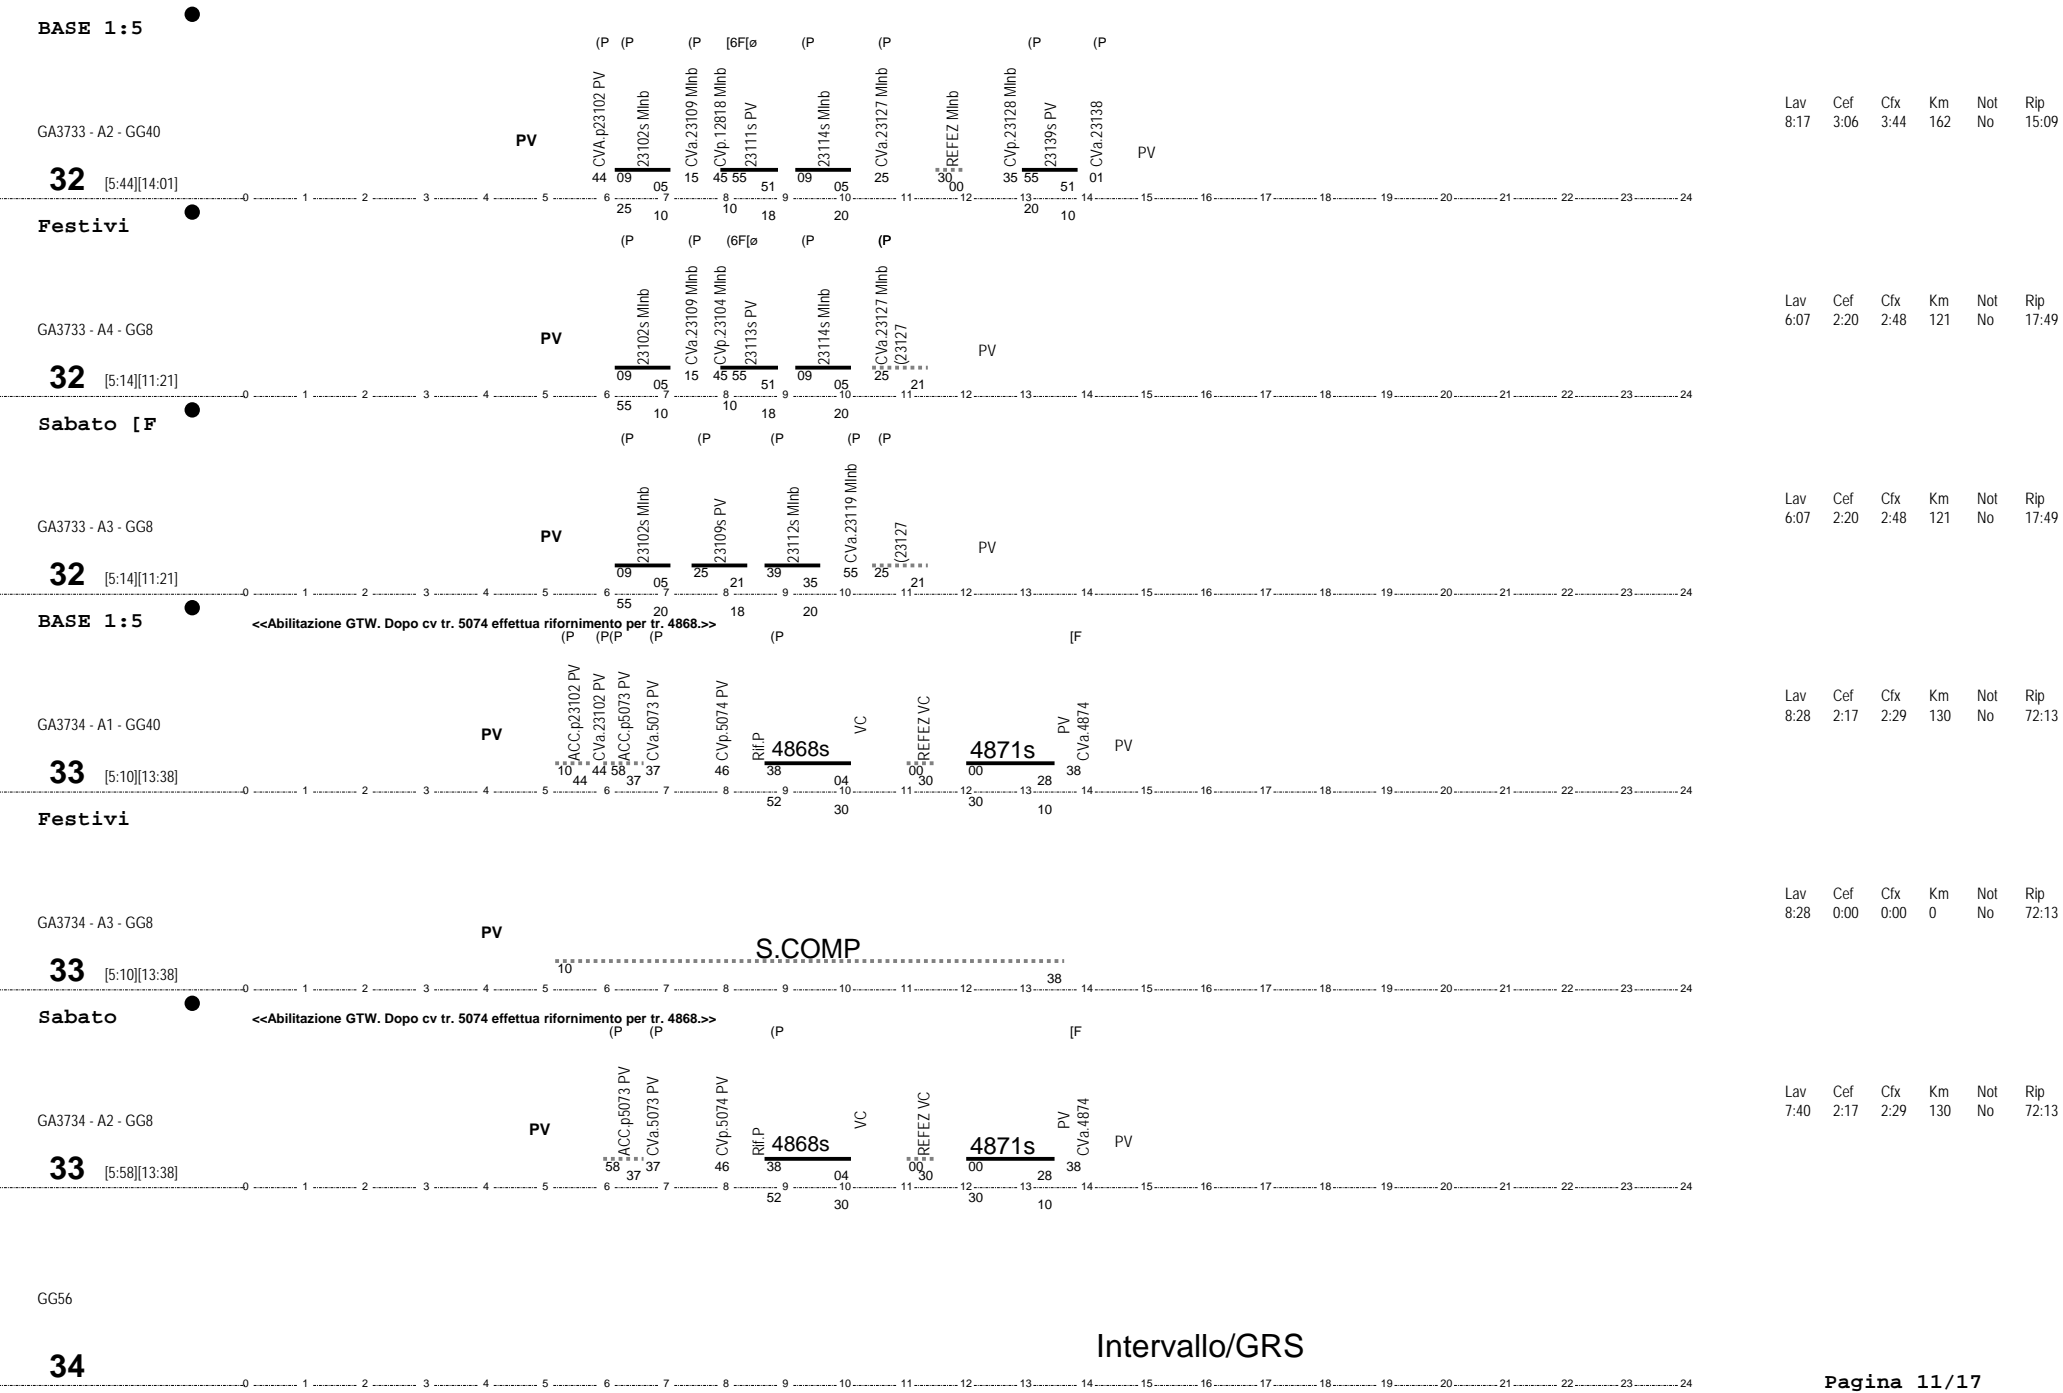 BASE 1:5
(P (P (P [6F[ø (P (P (P (P
CVA.p23102 PV
23102s MInb
CVa.23109 MInb
CVp.12818 MInb
23111s PV
23114s MInb
CVa.23127 MInb
REFEZ MInb
CVp.23128 MInb
23139s PV
CVa.23138
Lav Cef Cfx Km Not Rip
8:17 3:06 3:44 162 No 15:09
GA3733 - A2 - GG40
PV PV
32 [5:44][14:01]
44 09 05 15 45 55 51 09 05 25 30 00 35 55 51 01
0 1 2 3 4 5 6 7 8 9 10 11 12 13 14 15 16 17 18 19 20 21 22 23 24
25 10 10 18 20 20 10
Festivi
(P (P (6F[ø (P (P
23102s MInb
CVa.23109 MInb
CVp.23104 MInb
23113s PV
23114s MInb
CVa.23127 MInb
(23127
Lav Cef Cfx Km Not Rip
6:07 2:20 2:48 121 No 17:49
GA3733 - A4 - GG8
PV PV
32 [5:14][11:21]
09 05 15 45 55 51 09 05 25 21
0 1 2 3 4 5 6 7 8 9 10 11 12 13 14 15 16 17 18 19 20 21 22 23 24
55 10 10 18 20
Sabato [F
(P (P (P (P (P
23102s MInb
23109s PV
23112s MInb
CVa.23119 MInb
(23127
Lav Cef Cfx Km Not Rip
6:07 2:20 2:48 121 No 17:49
GA3733 - A3 - GG8
PV PV
32 [5:14][11:21]
09 05 25 21 39 35 55 25 21
0 1 2 3 4 5 6 7 8 9 10 11 12 13 14 15 16 17 18 19 20 21 22 23 24
55 20 18 20
BASE 1:5
<<Abilitazione GTW. Dopo cv tr. 5074 effettua rifornimento per tr. 4868.>>
(P (P(P (P (P [F
ACC.p23102 PV
CVa.23102 PV
ACC.p5073 PV
CVa.5073 PV
CVp.5074 PV
Rif.P
4868s
VC
REFEZ VC
4871s
PV
CVa.4874
Lav Cef Cfx Km Not Rip
8:28 2:17 2:29 130 No 72:13
GA3734 - A1 - GG40
PV PV
33 [5:10][13:38]
10 44 44 58 37 37 46 38 04 00 30 00 28 38
0 1 2 3 4 5 6 7 8 9 10 11 12 13 14 15 16 17 18 19 20 21 22 23 24
52 30 30 10
Festivi
Lav Cef Cfx Km Not Rip
8:28 0:00 0:00 0 No 72:13
GA3734 - A3 - GG8
PV
S.COMP
33 [5:10][13:38]
10 38
0 1 2 3 4 5 6 7 8 9 10 11 12 13 14 15 16 17 18 19 20 21 22 23 24
Sabato
<<Abilitazione GTW. Dopo cv tr. 5074 effettua rifornimento per tr. 4868.>>
(P (P (P [F
ACC.p5073 PV
CVa.5073 PV
CVp.5074 PV
Rif.P
4868s
VC
REFEZ VC
4871s
PV
CVa.4874
Lav Cef Cfx Km Not Rip
7:40 2:17 2:29 130 No 72:13
GA3734 - A2 - GG8
PV PV
33 [5:58][13:38]
58 37 37 46 38 04 00 30 00 28 38
0 1 2 3 4 5 6 7 8 9 10 11 12 13 14 15 16 17 18 19 20 21 22 23 24
52 30 30 10
GG56
Intervallo/GRS
34
0 1 2 3 4 5 6 7 8 9 10 11 12 13 14 15 16 17 18 19 20 21 22 23 24
Pagina 11/17